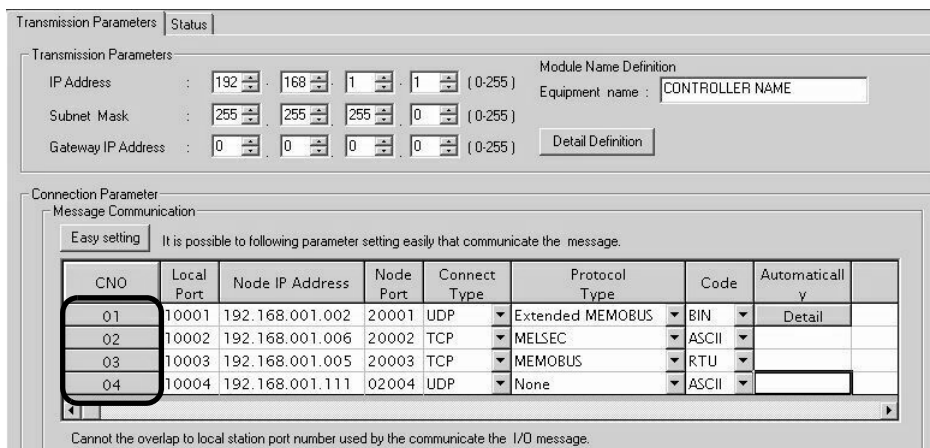 Transmission Parameters Status
Transmission Parameters
Module Name Definition
IP Address : 192 . 168 . 1 . 1 ( 0-255 )
Equipment name : CONTROLLER NAME
Subnet Mask : 255 . 255 . 255 . 0 ( 0-255 )
Gateway IP Address : 0 . 0 . 0 . 0 ( 0-255 )
Detail Definition
Connection Parameter
Message Communication
Easy setting It is possible to following parameter setting easily that communicate the message.
CNO Local Port Node IP Address Node Port Connect Type Protocol Type Code Automatically
01 10001 192.168.001.002 20001 UDP Extended MEMOBUS BIN Detail
02 10002 192.168.001.006 20002 TCP MELSEC ASCII
03 10003 192.168.001.005 20003 TCP MEMOBUS RTU
04 10004 192.168.001.111 02004 UDP None ASCII
Cannot the overlap to local station port number used by the communicate the I/O message.